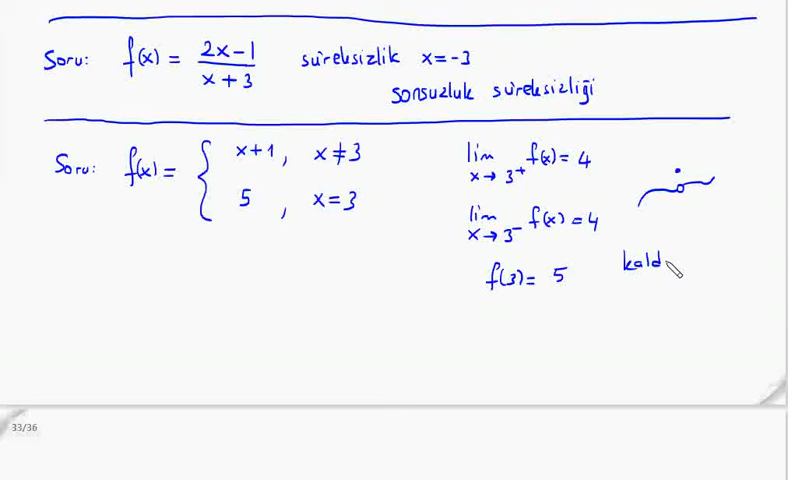 Soru: f(x) = 2x-1 / x+3 süreksizlik x=-3
sonsuzluk süreksizliği
Soru: f(x) = { x+1, x≠3
5, x=3
lim x→3⁺ f(x)=4
lim x→3⁻ f(x)=4
f(3)= 5 kald
33/36